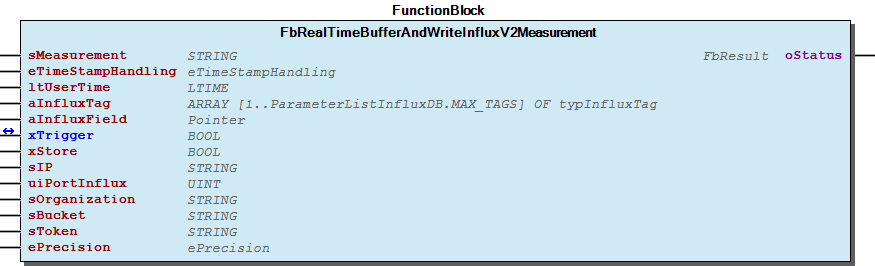 FunctionBlock
FbRealTimeBufferAndWriteInfluxV2Measurement
sMeasurement STRING FbResult oStatus
eTimeStampHandling eTimeStampHandling
ltUserTime LTIME
aInfluxTag ARRAY [1..ParameterListInfluxDB.MAX_TAGS] OF typInfluxTag
aInfluxField Pointer
xTrigger BOOL
xStore BOOL
sIP STRING
uiPortInflux UINT
sOrganization STRING
sBucket STRING
sToken STRING
ePrecision ePrecision